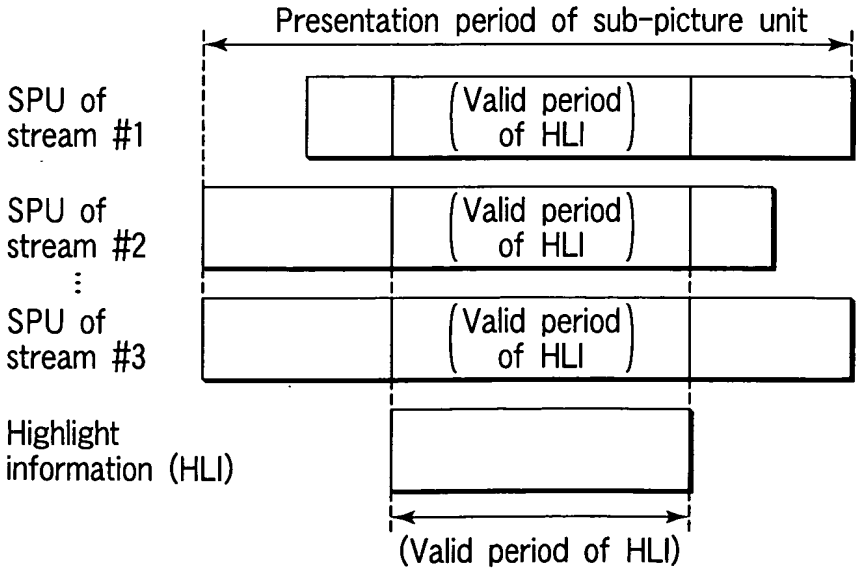 Presentation period of sub-picture unit
SPU of
stream #1
(Valid period
of HLI)
SPU of
stream #2
(Valid period
of HLI)
⋮
SPU of
stream #3
(Valid period
of HLI)
Highlight
information (HLI)
(Valid period of HLI)